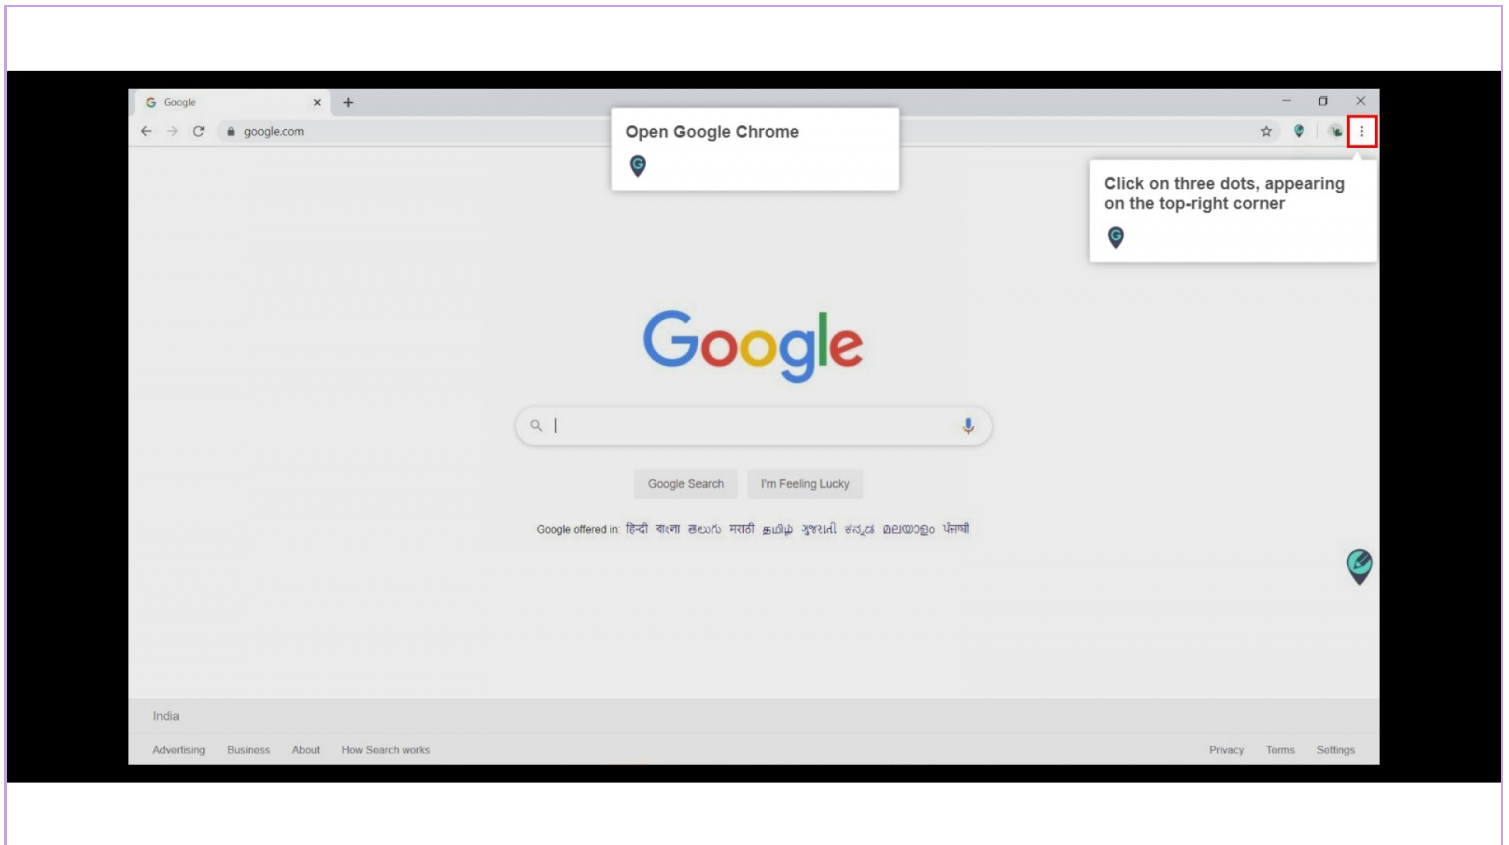 Google
google.com
Open Google Chrome
Click on three dots, appearing
on the top-right corner
Google
Google Search
I'm Feeling Lucky
Google offered in: हिन्दी বাংলা తెలుగు मराठी தமிழ் ગુજરાતી ಕನ್ನಡ മലയാളം ਪੰਜਾਬੀ
India
Advertising Business About How Search works
Privacy Terms Settings